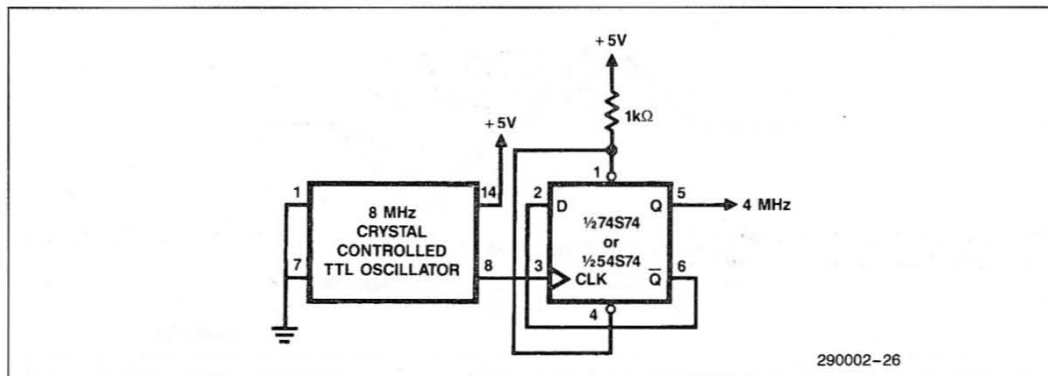 +5V
1kΩ
+5V
1
14
8 MHz
CRYSTAL
CONTROLLED
TTL OSCILLATOR
7
8
1
2
D
Q
5
4 MHz
½74S74
or
½54S74
3
CLK
Q̅
6
4
290002-26